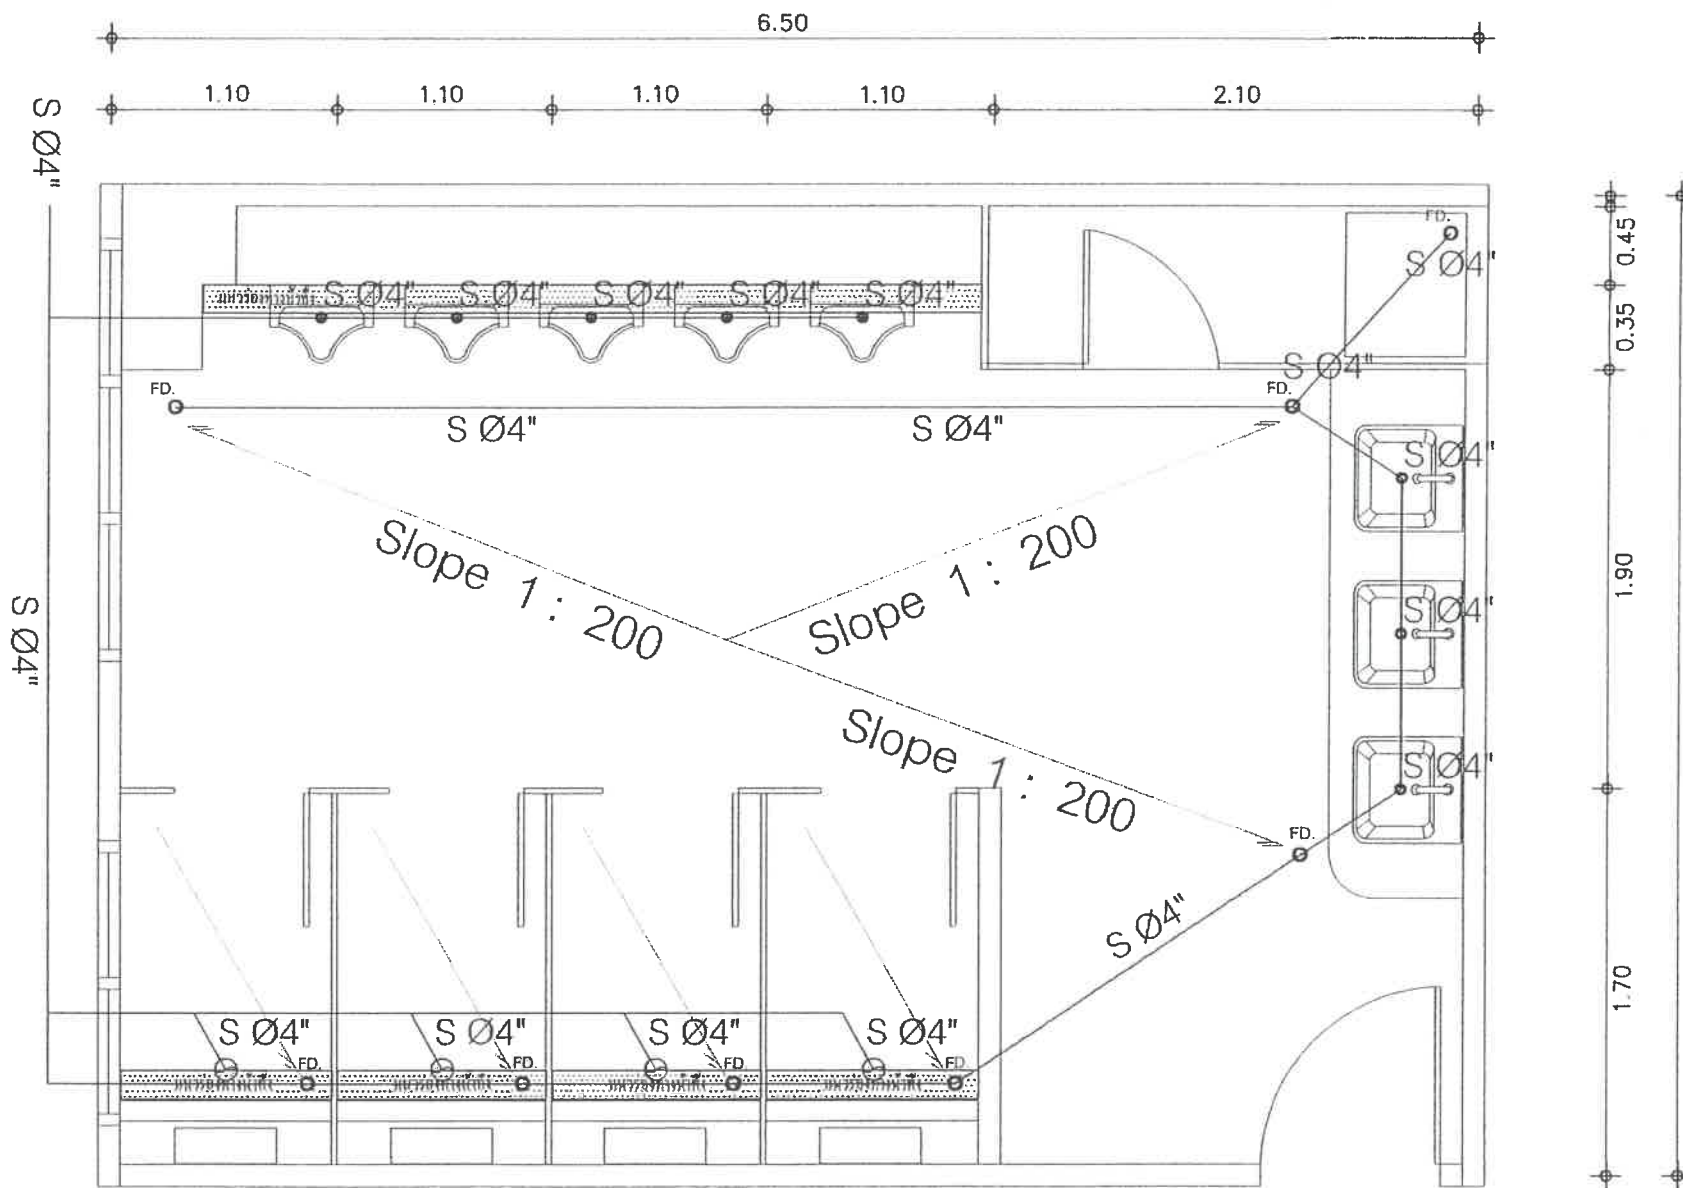 6.50
1.10 1.10 1.10 1.10 2.10
S Ø4"
FD.
0.45
S Ø4"
S Ø4" S Ø4" S Ø4" S Ø4" S Ø4"
0.35
S Ø4"
FD. FD.
S Ø4" S Ø4"
S Ø4"
Slope 1 : 200
Slope 1 : 200
1.90
S Ø4"
S Ø4"
Slope 1 : 200
S Ø4"
FD.
S Ø4"
1.70
S Ø4" S Ø4" S Ø4" S Ø4"
FD. FD. FD. FD.